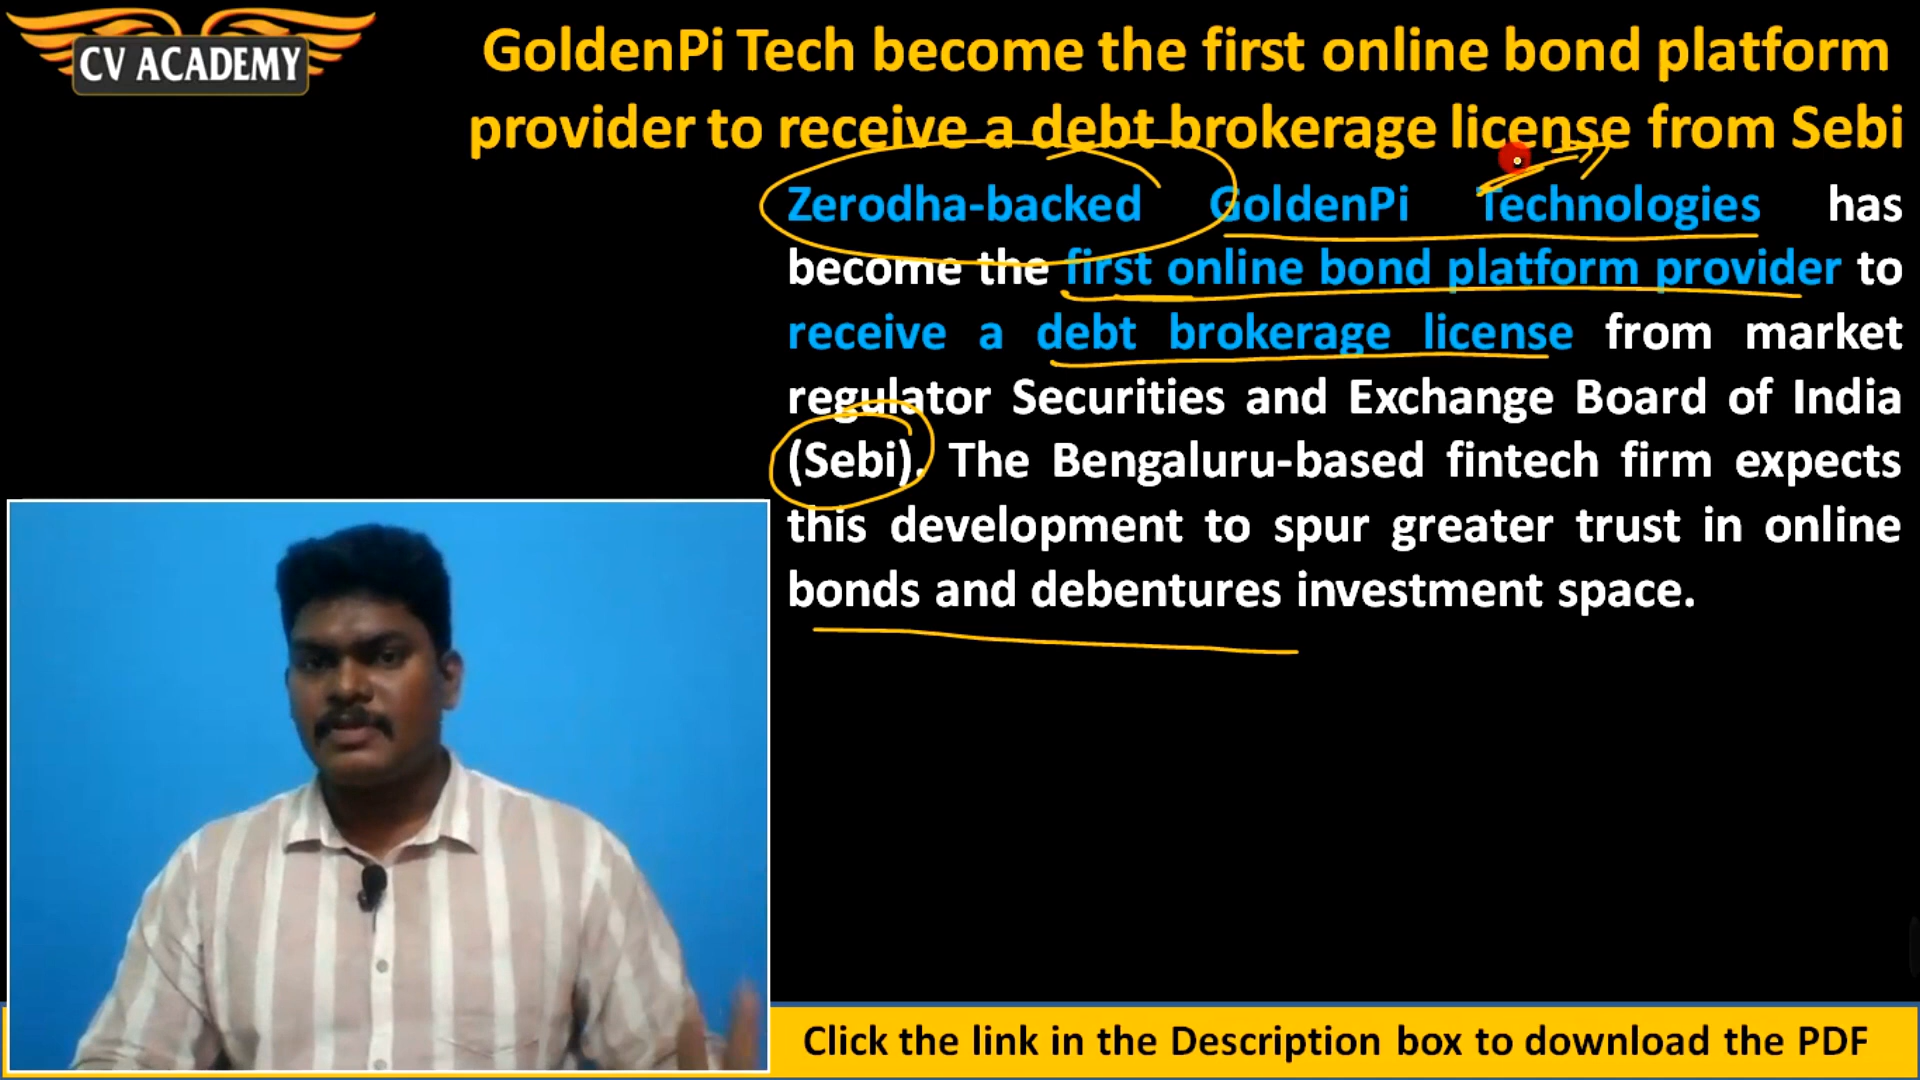 CV ACADEMY
GoldenPi Tech become the first online bond platform
provider to receive a debt brokerage license from Sebi
Zerodha-backed GoldenPi Technologies has
become the first online bond platform provider to
receive a debt brokerage license from market
regulator Securities and Exchange Board of India
(Sebi). The Bengaluru-based fintech firm expects
this development to spur greater trust in online
bonds and debentures investment space.
Click the link in the Description box to download the PDF